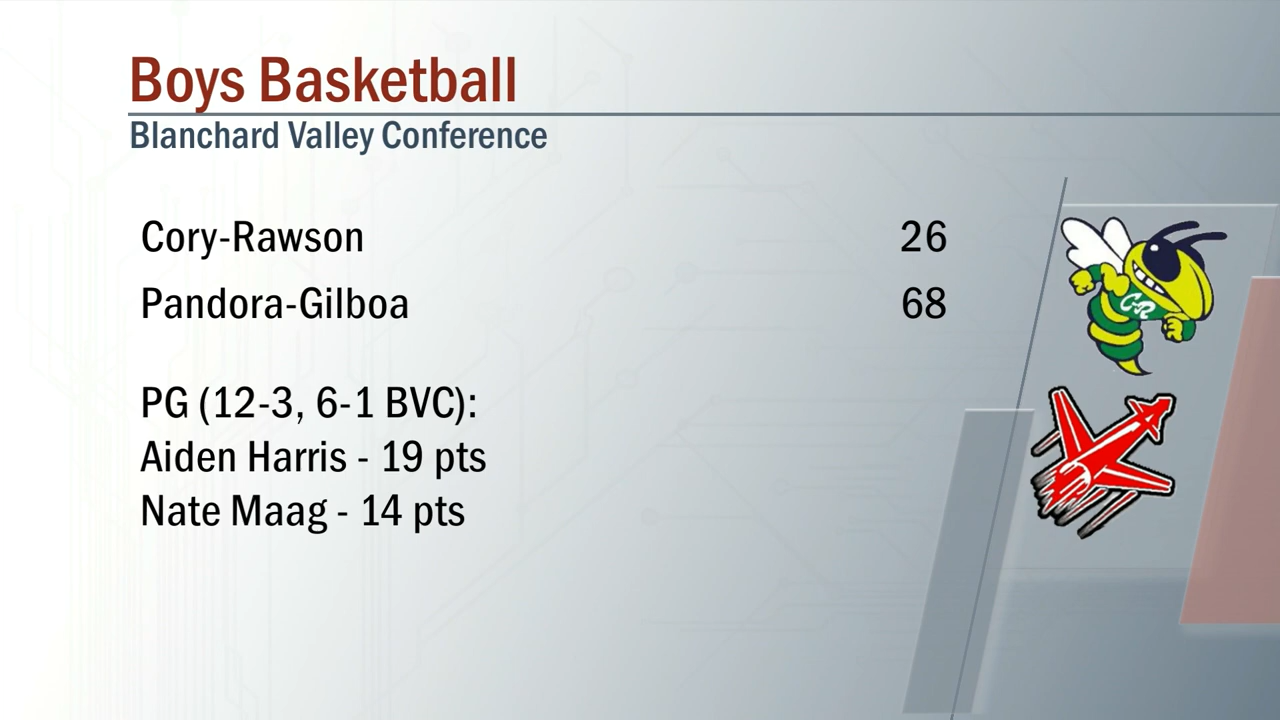 Boys Basketball
Blanchard Valley Conference
Cory-Rawson 26
Pandora-Gilboa 68
PG (12-3, 6-1 BVC):
Aiden Harris - 19 pts
Nate Maag - 14 pts
C-R